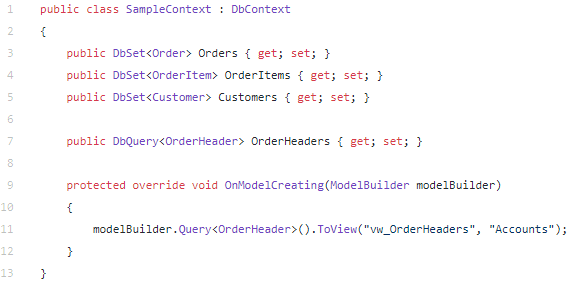 1 public class SampleContext : DbContext
2 {
3 public DbSet<Order> Orders { get; set; }
4 public DbSet<OrderItem> OrderItems { get; set; }
5 public DbSet<Customer> Customers { get; set; }
6
7 public DbQuery<OrderHeader> OrderHeaders { get; set; }
8
9 protected override void OnModelCreating(ModelBuilder modelBuilder)
10 {
11 modelBuilder.Query<OrderHeader>().ToView("vw_OrderHeaders", "Accounts");
12 }
13 }